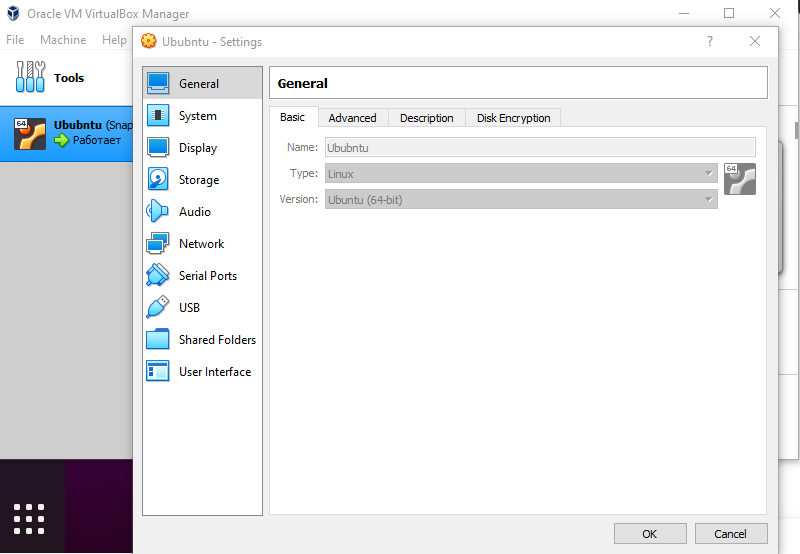 Oracle VM VirtualBox Manager
File Machine Help
Tools
64
Ububntu (Snap
Работает
Ububntu - Settings
General
System
Display
Storage
Audio
Network
Serial Ports
USB
Shared Folders
User Interface
General
Basic Advanced Description Disk Encryption
Name: Ububntu
Type: Linux
64
Version: Ubuntu (64-bit)
OK Cancel